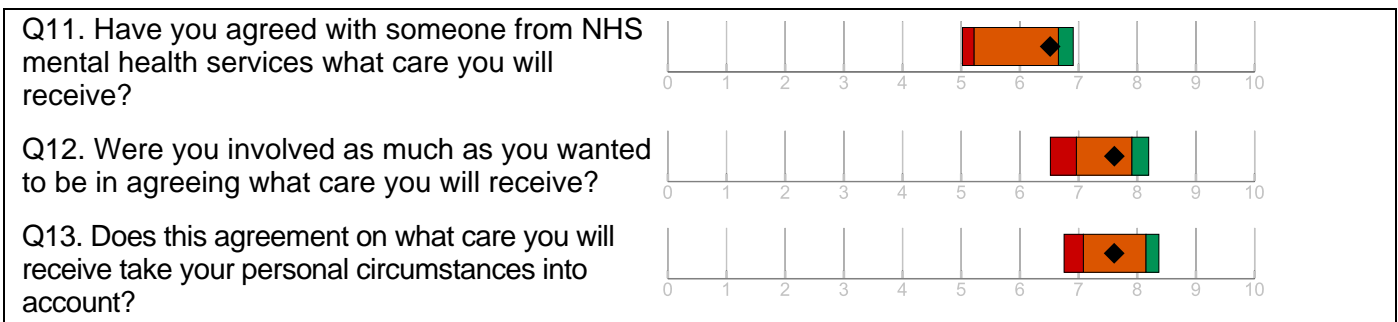 Q11. Have you agreed with someone from NHS
mental health services what care you will
receive?
0 1 2 3 4 5 6 7 8 9 10
Q12. Were you involved as much as you wanted
to be in agreeing what care you will receive?
0 1 2 3 4 5 6 7 8 9 10
Q13. Does this agreement on what care you will
receive take your personal circumstances into
account?
0 1 2 3 4 5 6 7 8 9 10